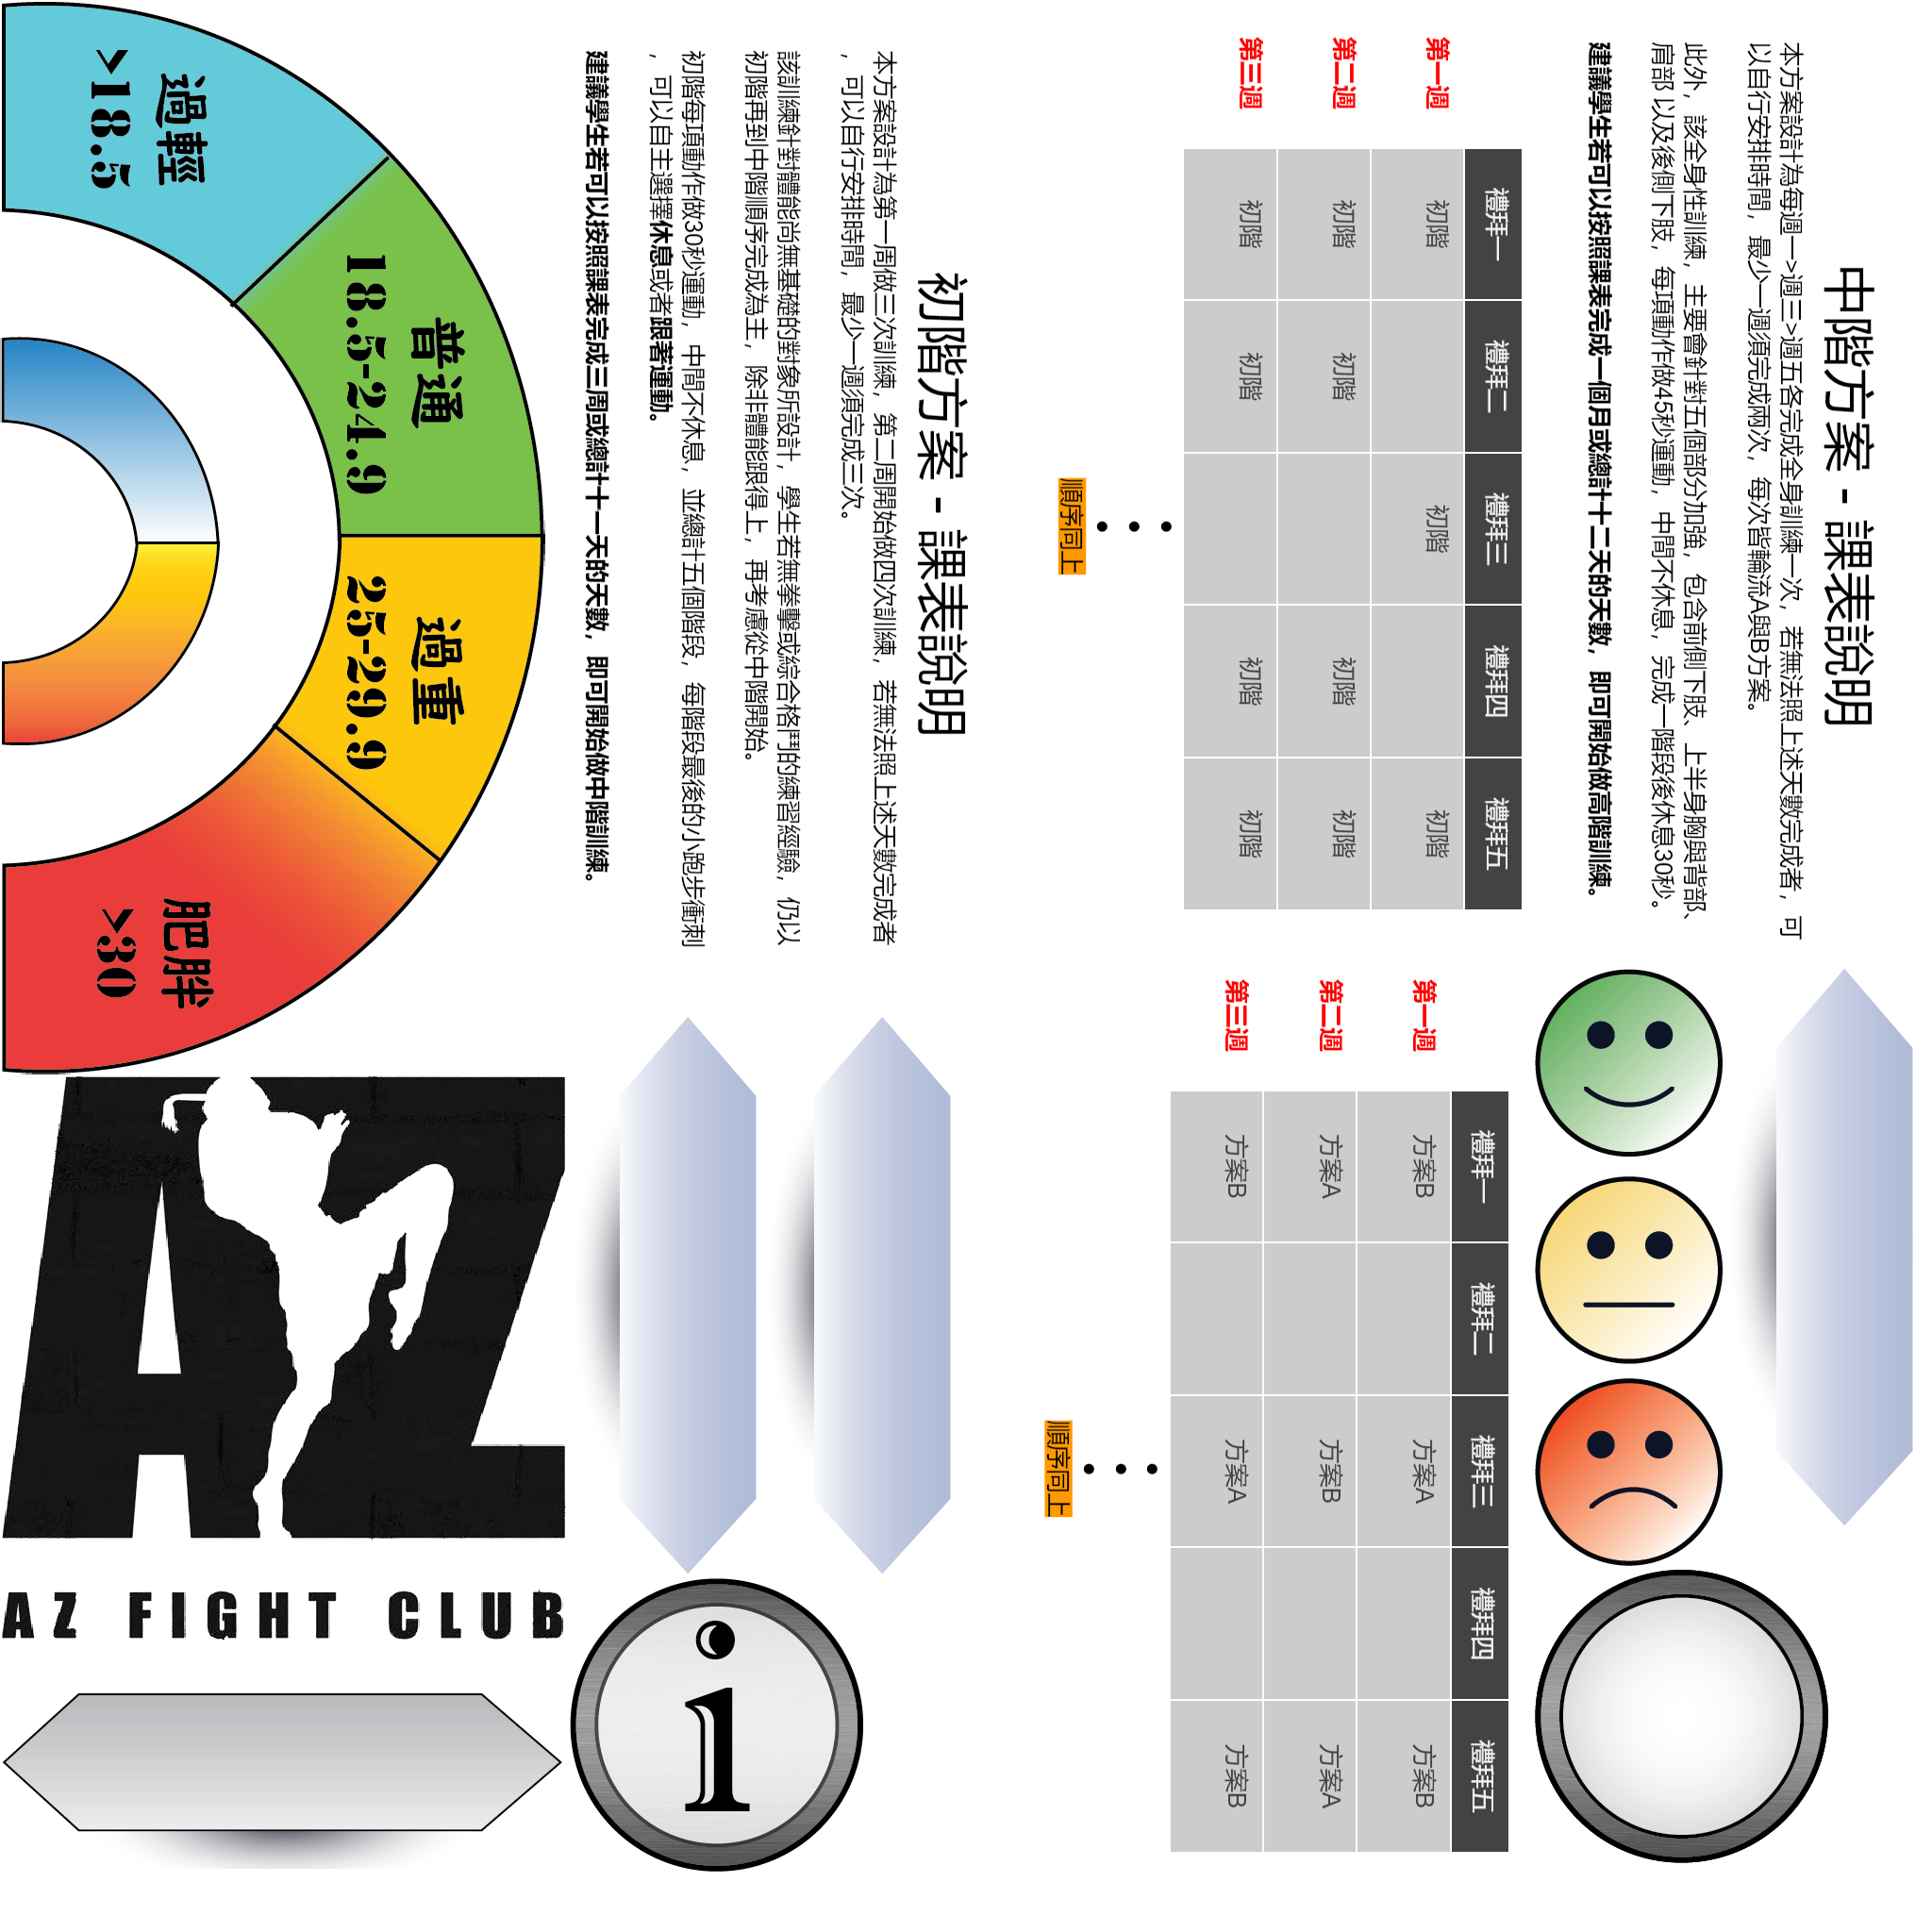 中階方案 - 課表說明
本方案設計為每週一>週三>週五各完成全身訓練一次，若無法照上述天數完成者，可
以自行安排時間，最少一週須完成兩次，每次皆輪流A與B方案。
此外，該全身性訓練，主要會針對五個部分加強，包含前側下肢、上半身胸與背部、
肩部 以及後側下肢，每項動作做45秒運動，中間不休息，完成一階段後休息30秒。
建議學生若可以按照課表完成一個月或總計十二天的天數，即可開始做高階訓練。
禮拜一 禮拜二 禮拜三 禮拜四 禮拜五
第一週 初階 初階 初階
第二週 初階 初階 初階 初階
第三週 初階 初階 初階 初階
順序同上
禮拜一 禮拜二 禮拜三 禮拜四 禮拜五
第一週 方案B 方案A 方案B
第二週 方案A 方案B 方案A
第三週 方案B 方案A 方案B
順序同上
初階方案 - 課表說明
本方案設計為第一周做三次訓練，第二周開始做四次訓練，若無法照上述天數完成者
，可以自行安排時間，最少一週須完成三次。
該訓練針對體能尚無基礎的對象所設計，學生若無拳擊或綜合格鬥的練習經驗，仍以
初階再到中階順序完成為主，除非體能跟得上，再考慮從中階開始。
初階每項動作做30秒運動，中間不休息，並總計五個階段，每階段最後的小跑步衝刺
，可以自主選擇休息或者跟著運動。
建議學生若可以按照課表完成三周或總計十一天的天數，即可開始做中階訓練。
過輕
>18.5
普通
18.5-24.9
過重
25-29.9
肥胖
>30
AZ
AZ FIGHT CLUB
i